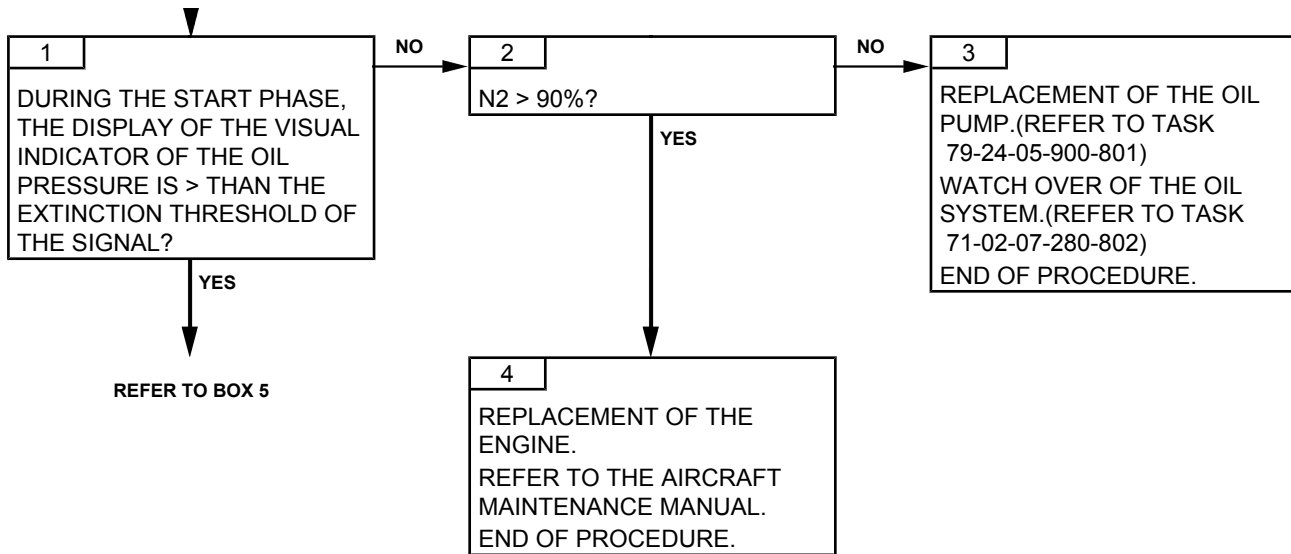 1
DURING THE START PHASE,
THE DISPLAY OF THE VISUAL
INDICATOR OF THE OIL
PRESSURE IS > THAN THE
EXTINCTION THRESHOLD OF
THE SIGNAL?
NO
2
N2 > 90%?
NO
3
REPLACEMENT OF THE OIL
PUMP.(REFER TO TASK
79-24-05-900-801)
WATCH OVER OF THE OIL
SYSTEM.(REFER TO TASK
71-02-07-280-802)
END OF PROCEDURE.
YES
YES
REFER TO BOX 5
4
REPLACEMENT OF THE
ENGINE.
REFER TO THE AIRCRAFT
MAINTENANCE MANUAL.
END OF PROCEDURE.